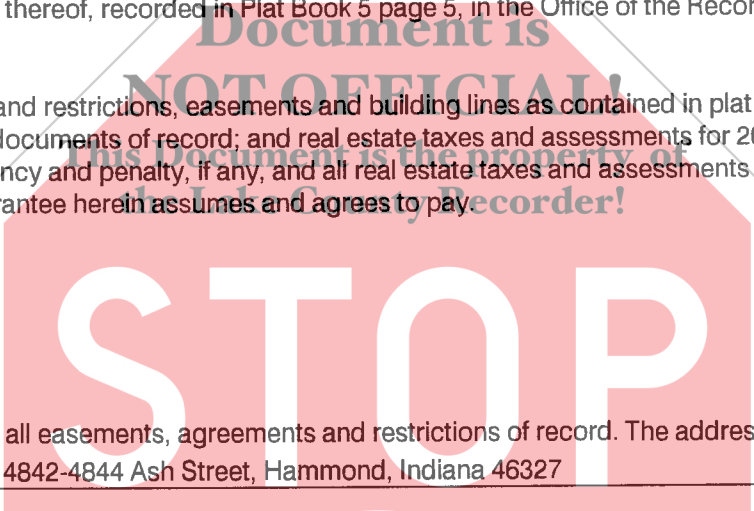 thereof, recorded in Plat Book 5 page 5, in the Office of the Recor
Document is
NOT OFFICIAL!
and restrictions, easements and building lines as contained in plat
documents of record; and real estate taxes and assessments for 20
This Document is the property of
ncy and penalty, if any, and all real estate taxes and assessments
rantee herein assumes and agrees to pay.
the Lake County Recorder!
STOP
all easements, agreements and restrictions of record. The addres
4842-4844 Ash Street, Hammond, Indiana 46327